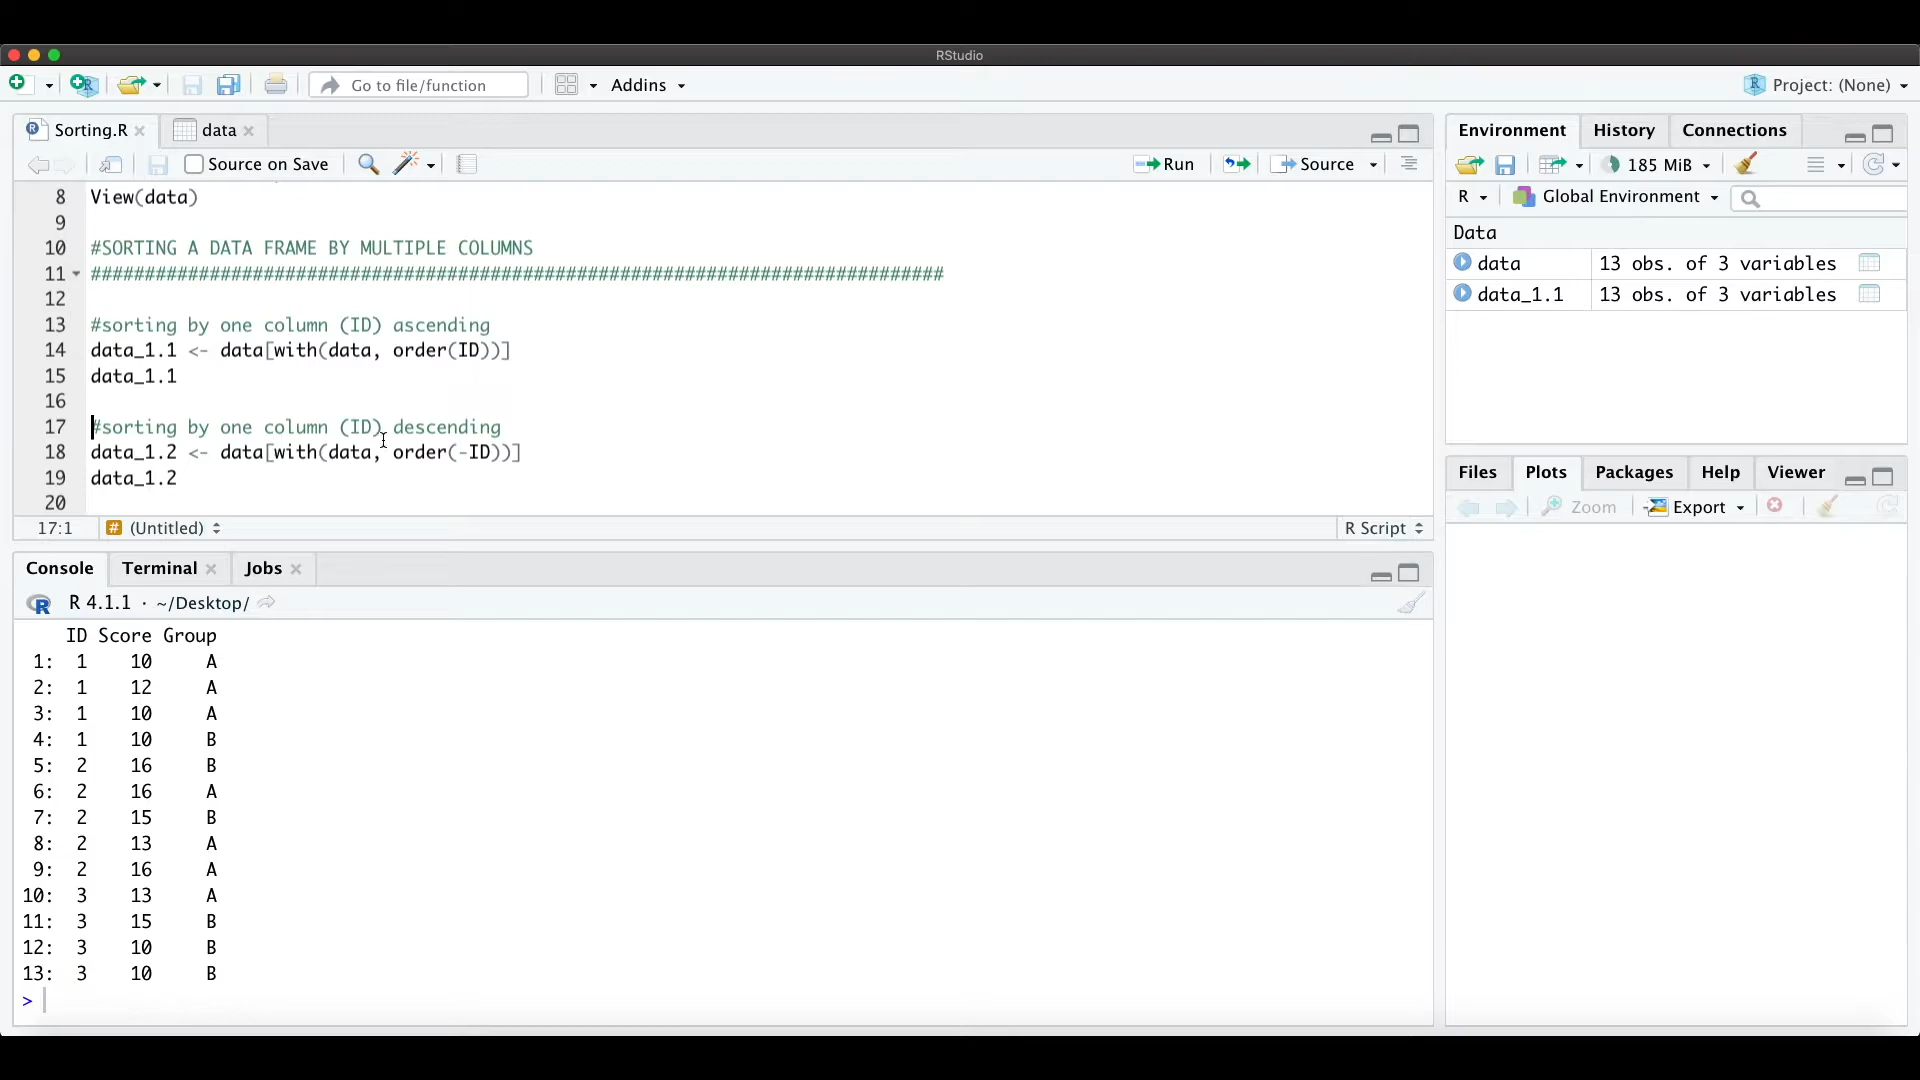 RStudio
Go to file/function
Addins
Project: (None)
Sorting.R
data
Source on Save
Run
Source
8 View(data)
9
10 #SORTING A DATA FRAME BY MULTIPLE COLUMNS
11 ###############################################################################
12
13 #sorting by one column (ID) ascending
14 data_1.1 <- data[with(data, order(ID))]
15 data_1.1
16
17 #sorting by one column (ID) descending
18 data_1.2 <- data[with(data, order(-ID))]
19 data_1.2
20
17:1 # (Untitled) R Script
Console Terminal Jobs
R 4.1.1 · ~/Desktop/
ID Score Group
1: 1 10 A
2: 1 12 A
3: 1 10 A
4: 1 10 B
5: 2 16 B
6: 2 16 A
7: 2 15 B
8: 2 13 A
9: 2 16 A
10: 3 13 A
11: 3 15 B
12: 3 10 B
13: 3 10 B
>
Environment History Connections
185 MiB
R Global Environment
Data
data 13 obs. of 3 variables
data_1.1 13 obs. of 3 variables
Files Plots Packages Help Viewer
Zoom Export